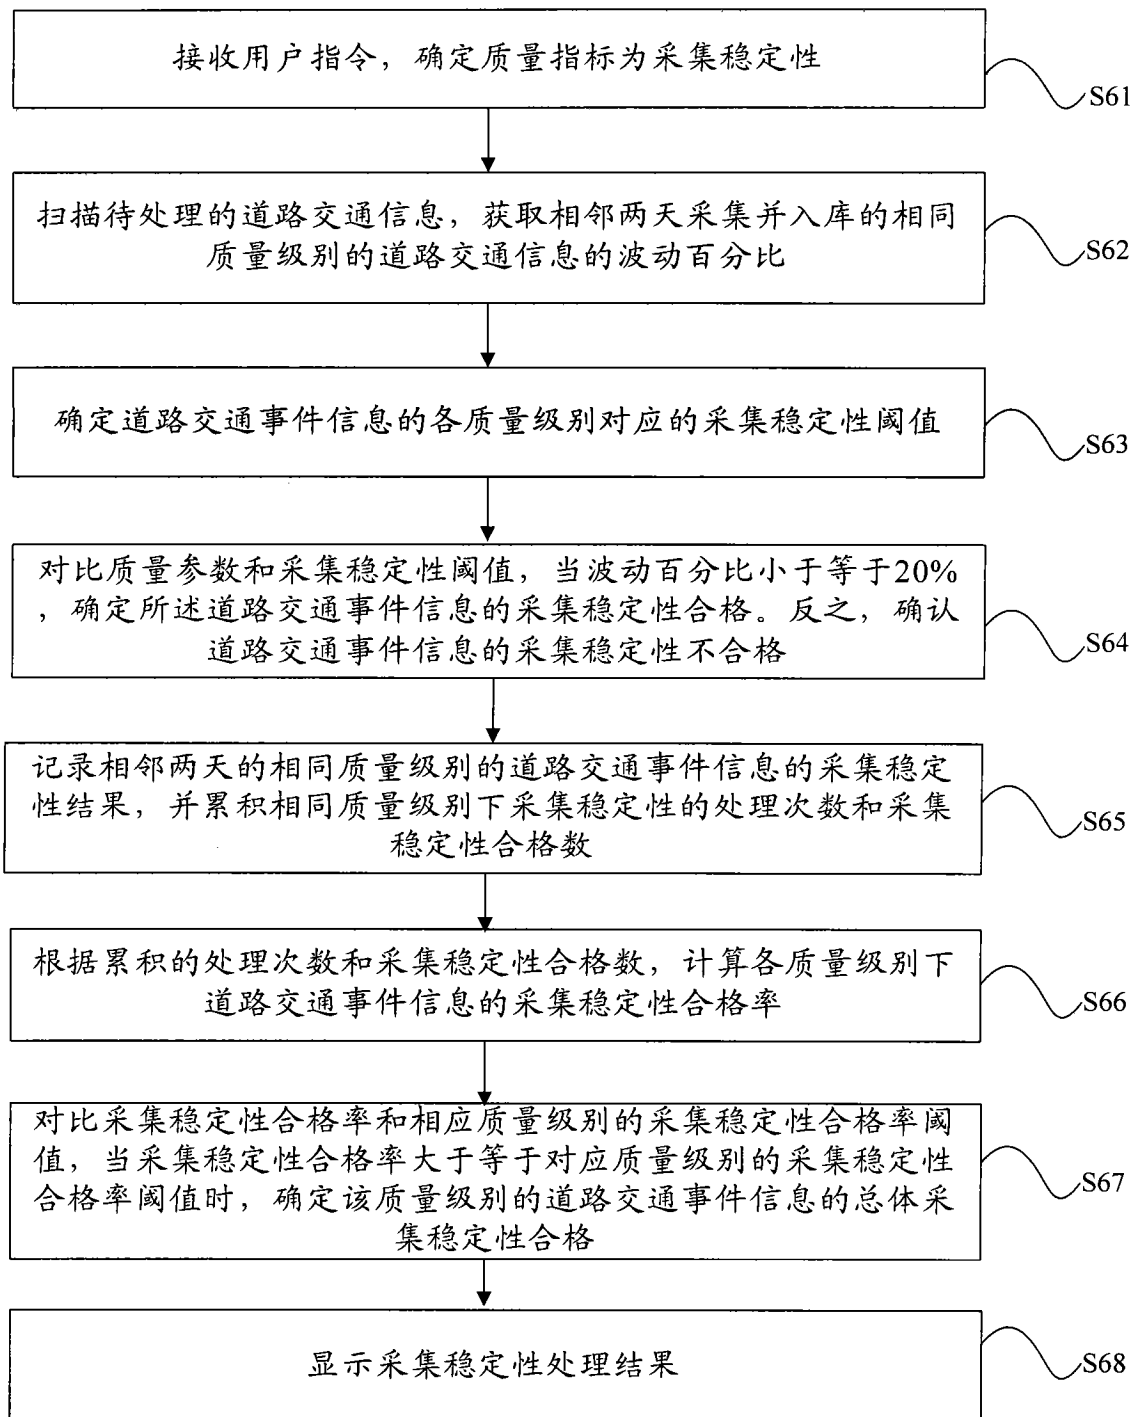 接收用户指令，确定质量指标为采集稳定性
S61
扫描待处理的道路交通信息，获取相邻两天采集并入库的相同
质量级别的道路交通信息的波动百分比
S62
确定道路交通事件信息的各质量级别对应的采集稳定性阈值
S63
对比质量参数和采集稳定性阈值，当波动百分比小于等于20%
，确定所述道路交通事件信息的采集稳定性合格。反之，确认
道路交通事件信息的采集稳定性不合格
S64
记录相邻两天的相同质量级别的道路交通事件信息的采集稳定
性结果，并累积相同质量级别下采集稳定性的处理次数和采集
稳定性合格数
S65
根据累积的处理次数和采集稳定性合格数，计算各质量级别下
道路交通事件信息的采集稳定性合格率
S66
对比采集稳定性合格率和相应质量级别的采集稳定性合格率阈
值，当采集稳定性合格率大于等于对应质量级别的采集稳定性
合格率阈值时，确定该质量级别的道路交通事件信息的总体采
集稳定性合格
S67
显示采集稳定性处理结果
S68